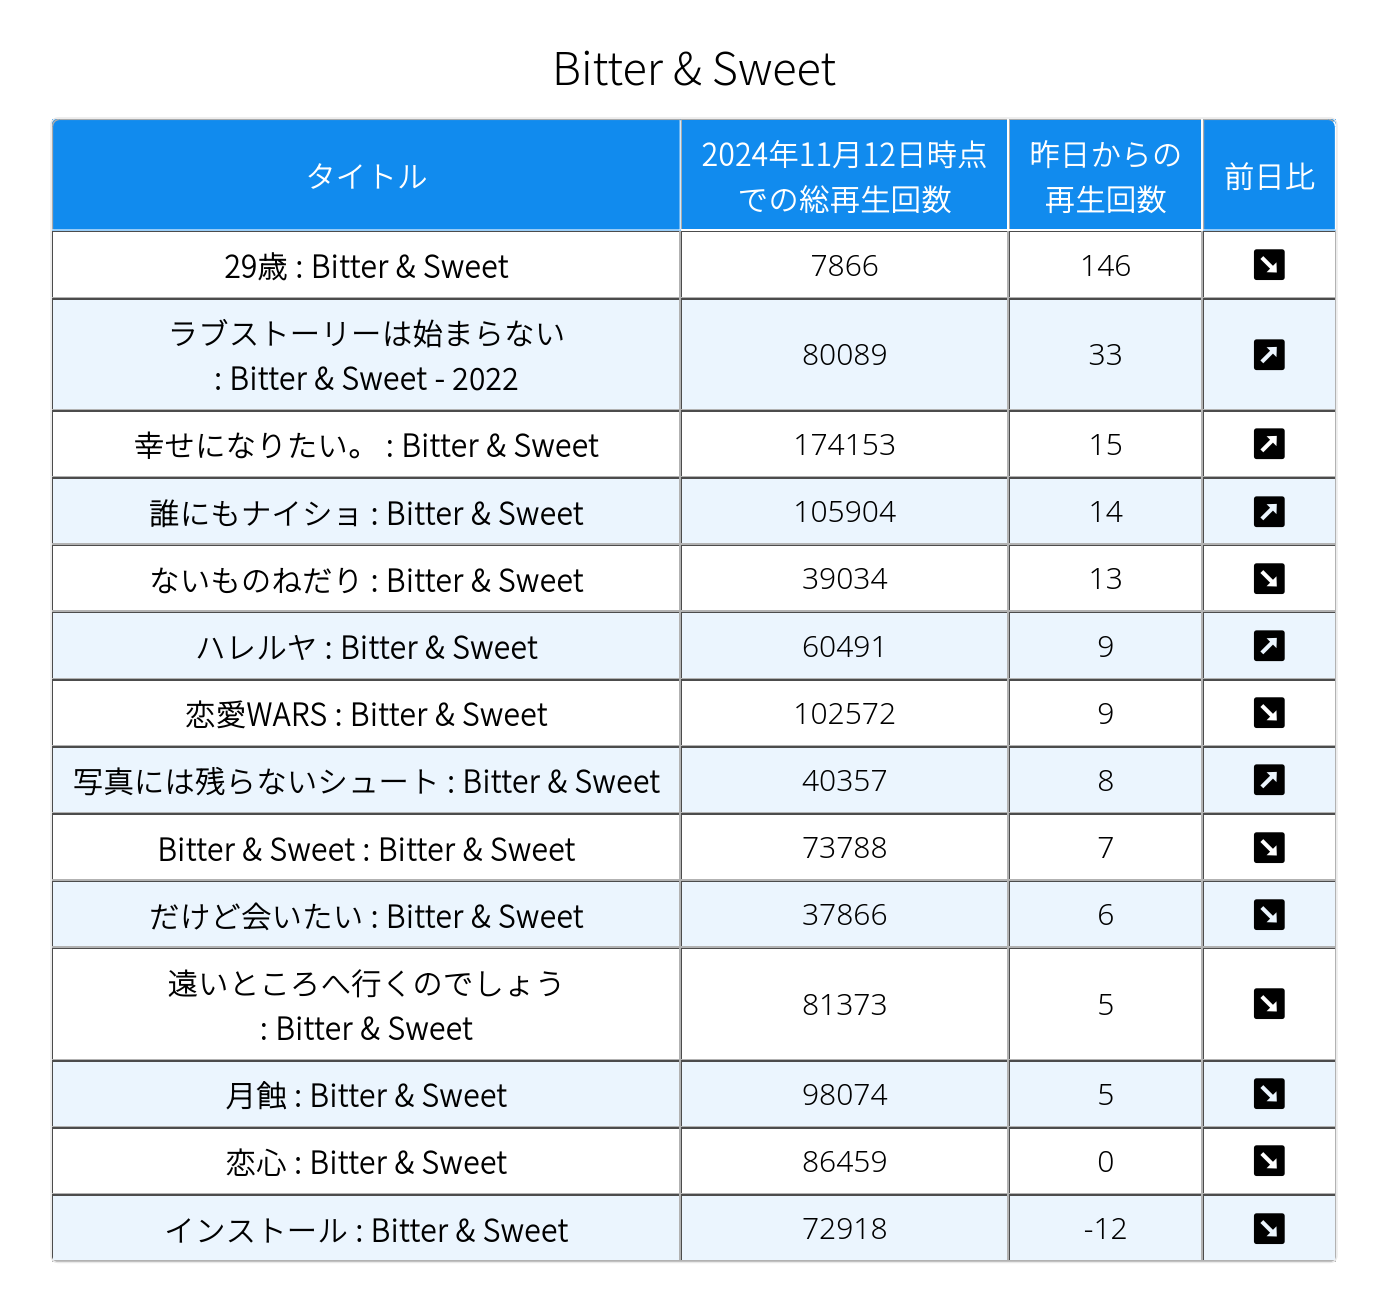 Bitter & Sweet
タイトル
2024年11月12日時点
での総再生回数
昨日からの
再生回数
前日比
29歳 : Bitter & Sweet
7866
146
ラブストーリーは始まらない
: Bitter & Sweet - 2022
80089
33
幸せになりたい。 : Bitter & Sweet
174153
15
誰にもナイショ : Bitter & Sweet
105904
14
ないものねだり : Bitter & Sweet
39034
13
ハレルヤ : Bitter & Sweet
60491
9
恋愛WARS : Bitter & Sweet
102572
9
写真には残らないシュート : Bitter & Sweet
40357
8
Bitter & Sweet : Bitter & Sweet
73788
7
だけど会いたい : Bitter & Sweet
37866
6
遠いところへ行くのでしょう
: Bitter & Sweet
81373
5
月蝕 : Bitter & Sweet
98074
5
恋心 : Bitter & Sweet
86459
0
インストール : Bitter & Sweet
72918
-12